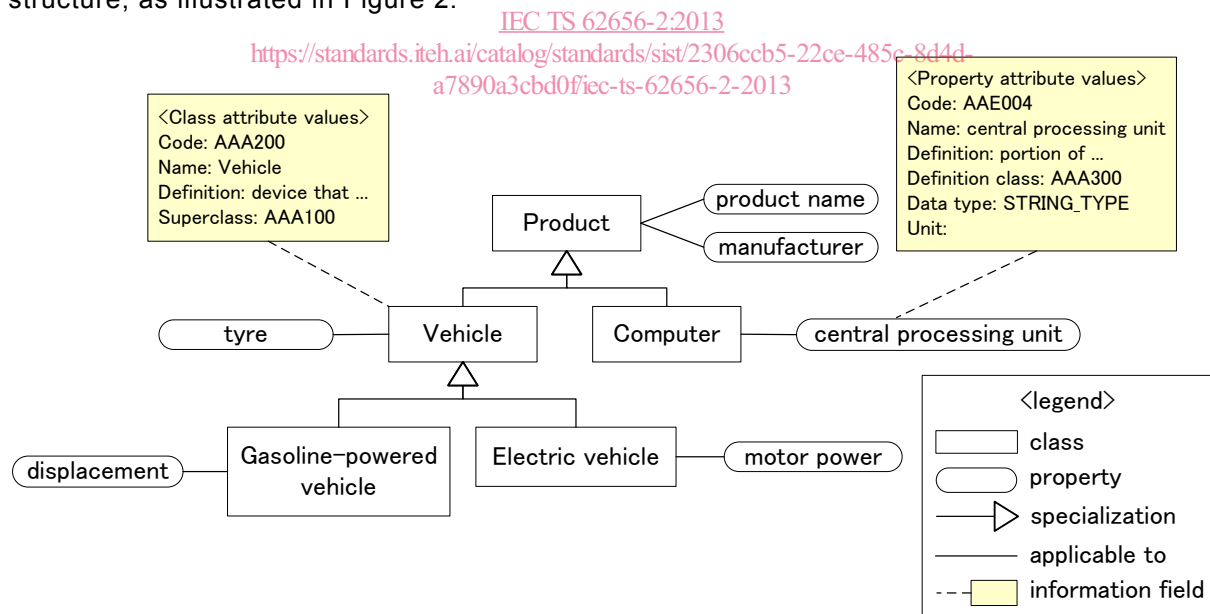 structure, as illustrated in Figure 2.
IEC TS 62656-2:2013
https://standards.iteh.ai/catalog/standards/sist/2306ccb5-22ce-485c-8d4d-
a7890a3cbd0f/iec-ts-62656-2-2013
<Class attribute values>
Code: AAA200
Name: Vehicle
Definition: device that ...
Superclass: AAA100
<Property attribute values>
Code: AAE004
Name: central processing unit
Definition: portion of ...
Definition class: AAA300
Data type: STRING_TYPE
Unit:
Product
product name
manufacturer
tyre
Vehicle
Computer
central processing unit
displacement
Gasoline-powered
vehicle
Electric vehicle
motor power
<legend>
class
property
specialization
applicable to
information field